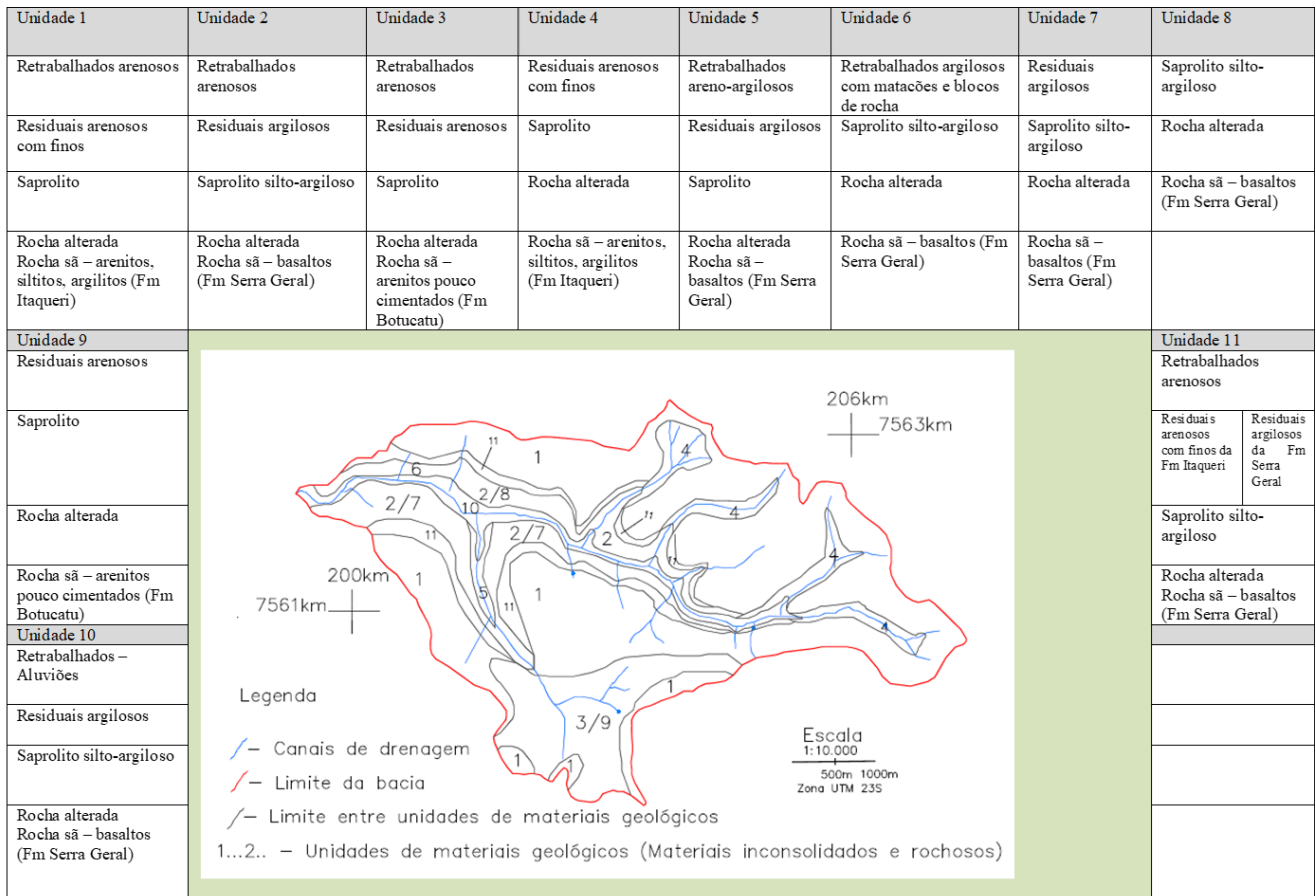 Unidade 1
Unidade 2
Unidade 3
Unidade 4
Unidade 5
Unidade 6
Unidade 7
Unidade 8
Retrabalhados arenosos
Retrabalhados
arenosos
Retrabalhados
arenosos
Residuais arenosos
com finos
Retrabalhados
areno-argilosos
Retrabalhados argilosos
com matacões e blocos
de rocha
Residuais
argilosos
Saprolito silto-
argiloso
Residuais arenosos
com finos
Residuais argilosos
Residuais arenosos
Saprolito
Residuais argilosos
Saprolito silto-argiloso
Saprolito silto-
argiloso
Rocha alterada
Saprolito
Saprolito silto-argiloso
Saprolito
Rocha alterada
Saprolito
Rocha alterada
Rocha alterada
Rocha sã – basaltos
(Fm Serra Geral)
Rocha alterada
Rocha sã – arenitos,
siltitos, argilitos (Fm
Itaqueri)
Rocha alterada
Rocha sã – basaltos
(Fm Serra Geral)
Rocha alterada
Rocha sã –
arenitos pouco
cimentados (Fm
Botucatu)
Rocha sã – arenitos,
siltitos, argilitos
(Fm Itaqueri)
Rocha alterada
Rocha sã –
basaltos (Fm Serra
Geral)
Rocha sã – basaltos (Fm
Serra Geral)
Rocha sã –
basaltos (Fm
Serra Geral)
Unidade 9
Residuais arenosos
Saprolito
Rocha alterada
Rocha sã – arenitos
pouco cimentados (Fm
Botucatu)
Unidade 10
Retrabalhados –
Aluviões
Residuais argilosos
Saprolito silto-argiloso
Rocha alterada
Rocha sã – basaltos
(Fm Serra Geral)
206km
7563km
11
1
4
6
2/8
2/7
10
11
2/7
2
4
11
4
11
1
200km
7561km
5
11
1
4
1
3/9
1
1
Legenda
– Canais de drenagem
– Limite da bacia
– Limite entre unidades de materiais geológicos
1...2.. – Unidades de materiais geológicos (Materiais inconsolidados e rochosos)
Escala
1:10.000
500m 1000m
Zona UTM 23S
Unidade 11
Retrabalhados
arenosos
Residuais
arenosos
com finos da
Fm Itaqueri
Residuais
argilosos
da Fm
Serra
Geral
Saprolito silto-
argiloso
Rocha alterada
Rocha sã – basaltos
(Fm Serra Geral)